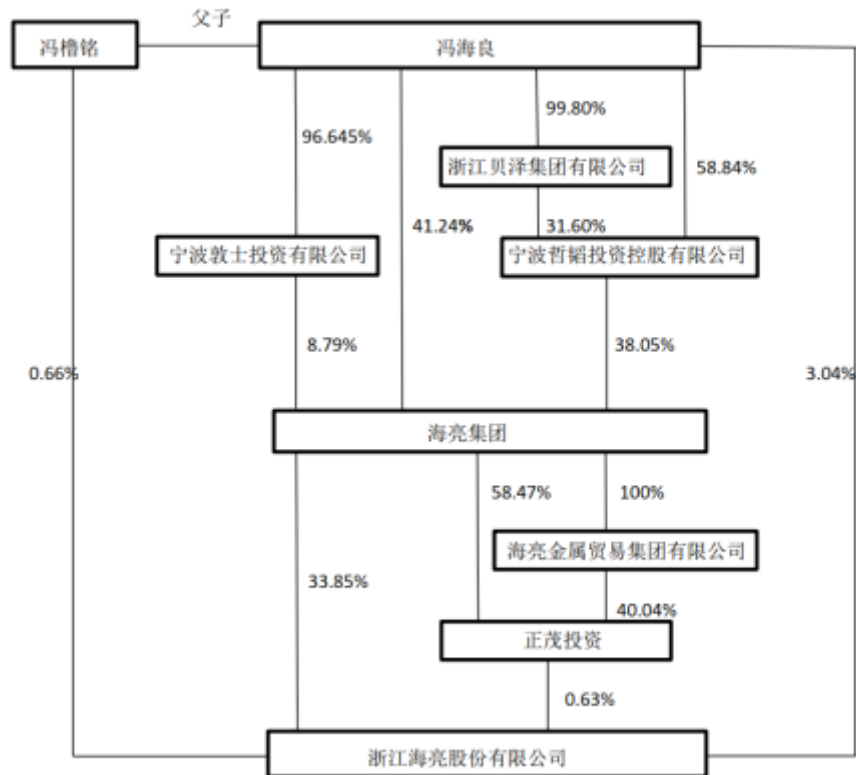 父子
冯橹铭
冯海良
99.80%
96.645%
浙江贝泽集团有限公司
58.84%
41.24%
31.60%
宁波敦士投资有限公司
宁波哲韬投资控股有限公司
8.79%
38.05%
0.66%
3.04%
海亮集团
58.47%
100%
海亮金属贸易集团有限公司
33.85%
40.04%
正茂投资
0.63%
浙江海亮股份有限公司